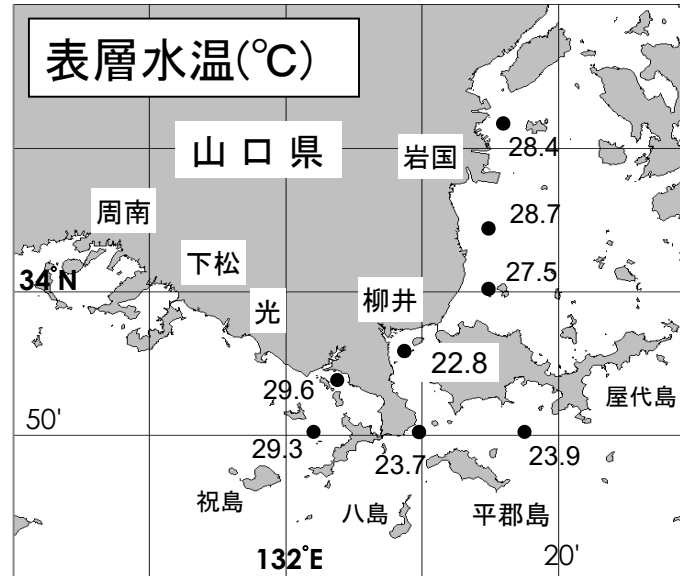 表層水温(℃)
山口県
岩国
28.4
周南
28.7
下松
34°N
27.5
光
柳井
22.8
29.6
屋代島
50'
29.3
23.7
23.9
祝島
八島
平郡島
132°E
20'